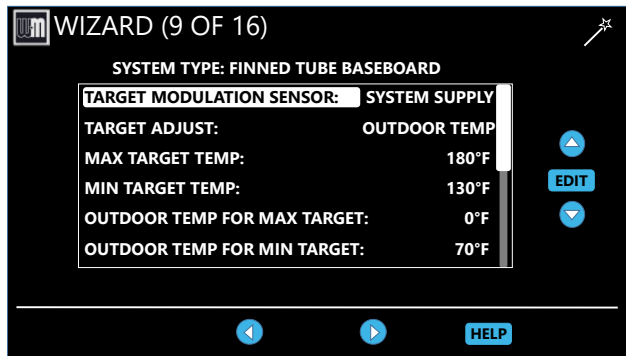 WM WIZARD (9 OF 16)
SYSTEM TYPE: FINNED TUBE BASEBOARD
TARGET MODULATION SENSOR: SYSTEM SUPPLY
TARGET ADJUST: OUTDOOR TEMP
MAX TARGET TEMP: 180°F
MIN TARGET TEMP: 130°F
EDIT
OUTDOOR TEMP FOR MAX TARGET: 0°F
OUTDOOR TEMP FOR MIN TARGET: 70°F
HELP